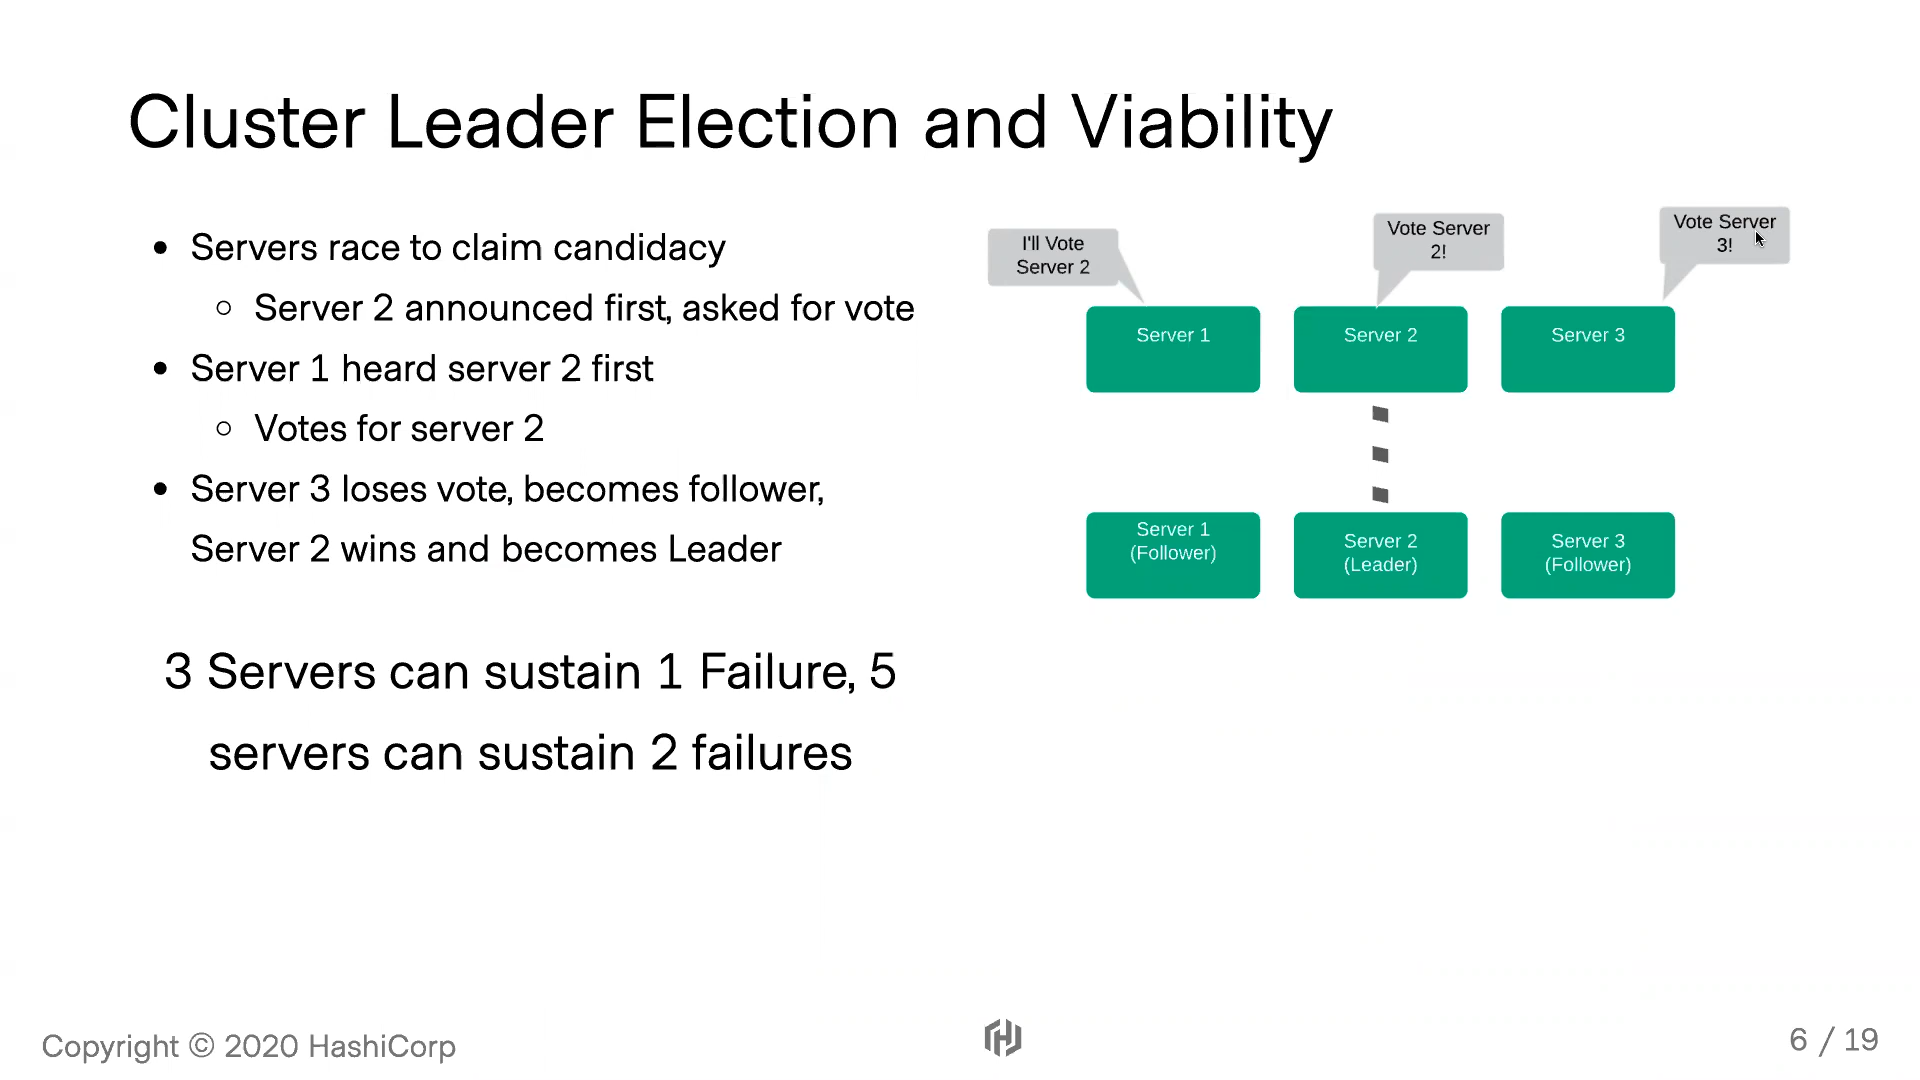 Cluster Leader Election and Viability
• Servers race to claim candidacy
○ Server 2 announced first, asked for vote
• Server 1 heard server 2 first
○ Votes for server 2
• Server 3 loses vote, becomes follower,
Server 2 wins and becomes Leader
3 Servers can sustain 1 Failure, 5
servers can sustain 2 failures
I'll Vote
Server 2
Vote Server
2!
Vote Server
3!
Server 1
Server 2
Server 3
Server 1
(Follower)
Server 2
(Leader)
Server 3
(Follower)
Copyright © 2020 HashiCorp
6 / 19